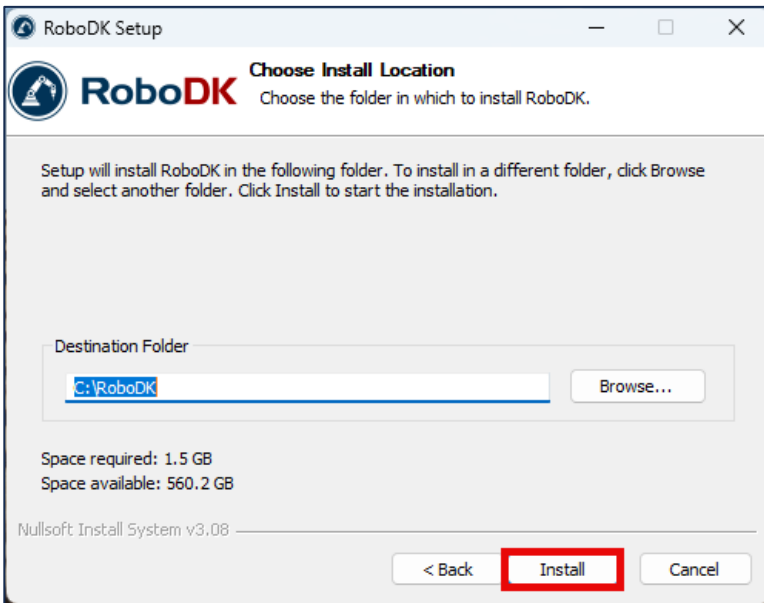 RoboDK Setup
RoboDK
Choose Install Location
Choose the folder in which to install RoboDK.
Setup will install RoboDK in the following folder. To install in a different folder, click Browse
and select another folder. Click Install to start the installation.
Destination Folder
C:\RoboDK
Browse...
Space required: 1.5 GB
Space available: 560.2 GB
Nullsoft Install System v3.08
< Back
Install
Cancel